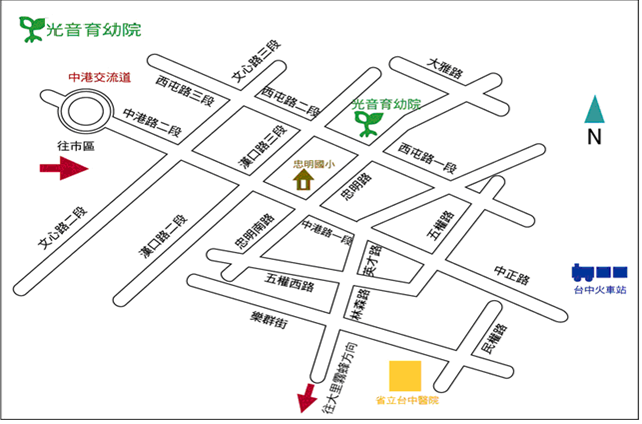 光音育幼院
中港交流道
往市區
文心路三段
西屯路三段
西屯路二段
大雅路
中港路二段
漢口路三段
光音育幼院
西屯路一段
N
忠明國小
忠明路
文心路二段
漢口路二段
忠明南路
中港路一段
五權路
英才路
中正路
五權西路
林森路
台中火車站
樂群街
民權路
往大里霧峰方向
省立台中醫院